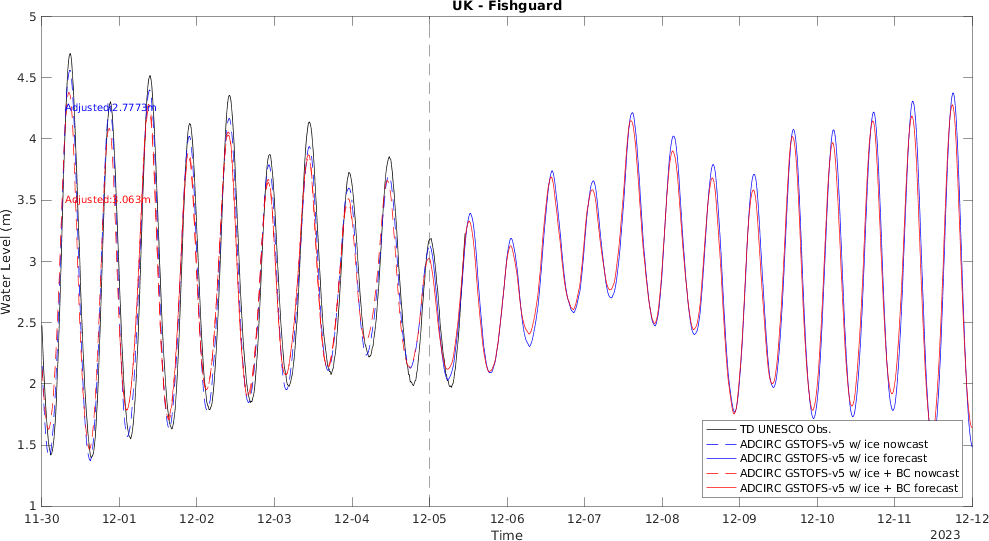 UK - Fishguard
5
4.5
4
3.5
3
2.5
2
1.5
1
Water Level (m)
Adjusted:2.7773m
Adjusted:3.063m
TD UNESCO Obs.
ADCIRC GSTOFS-v5 w/ ice nowcast
ADCIRC GSTOFS-v5 w/ ice forecast
ADCIRC GSTOFS-v5 w/ ice + BC nowcast
ADCIRC GSTOFS-v5 w/ ice + BC forecast
11-30 12-01 12-02 12-03 12-04 12-05 12-06 12-07 12-08 12-09 12-10 12-11 12-12
Time
2023